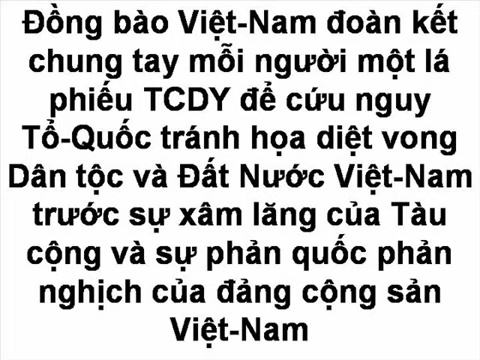 Đồng bào Việt-Nam đoàn kết
chung tay mỗi người một lá
phiếu TCDY để cứu nguy
Tổ-Quốc tránh họa diệt vong
Dân tộc và Đất Nước Việt-Nam
trước sự xâm lăng của Tàu
cộng và sự phản quốc phản
nghịch của đảng cộng sản
Việt-Nam